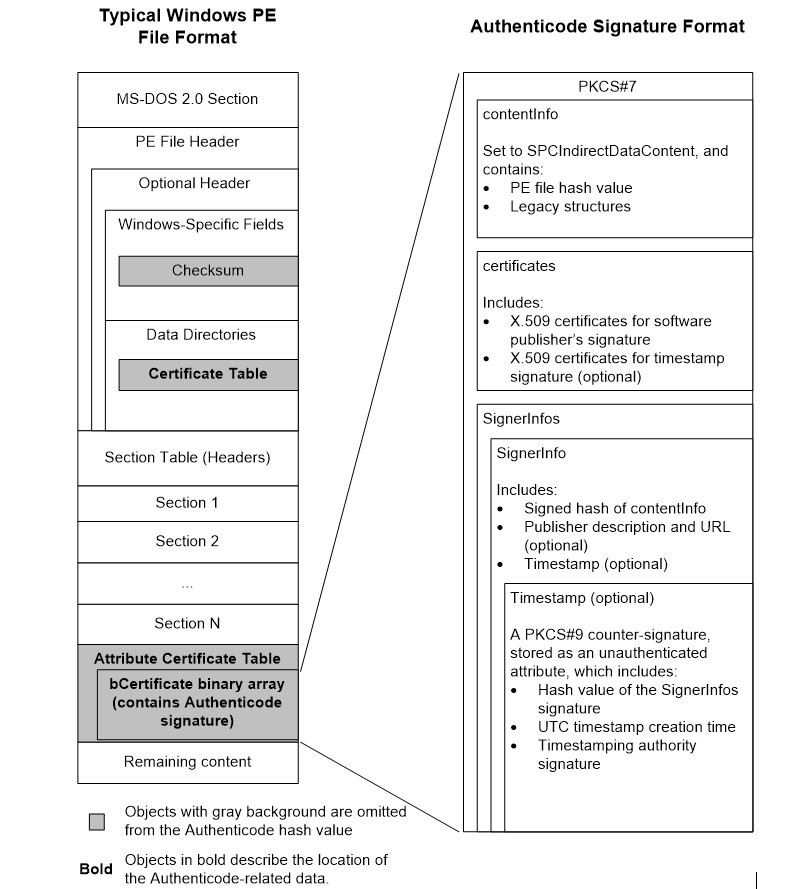 Typical Windows PE
File Format
MS-DOS 2.0 Section
PE File Header
Optional Header
Windows-Specific Fields
Checksum
Data Directories
Certificate Table
Section Table (Headers)
Section 1
Section 2
...
Section N
Attribute Certificate Table
bCertificate binary array
(contains Authenticode
signature)
Remaining content
Objects with gray background are omitted
from the Authenticode hash value
Bold Objects in bold describe the location of
the Authenticode-related data.
Authenticode Signature Format
PKCS#7
contentInfo
Set to SPCIndirectDataContent, and
contains:
• PE file hash value
• Legacy structures
certificates
Includes:
• X.509 certificates for software
publisher's signature
• X.509 certificates for timestamp
signature (optional)
SignerInfos
SignerInfo
Includes:
• Signed hash of contentInfo
• Publisher description and URL
(optional)
• Timestamp (optional)
Timestamp (optional)
A PKCS#9 counter-signature,
stored as an unauthenticated
attribute, which includes:
• Hash value of the SignerInfos
signature
• UTC timestamp creation time
• Timestamping authority
signature